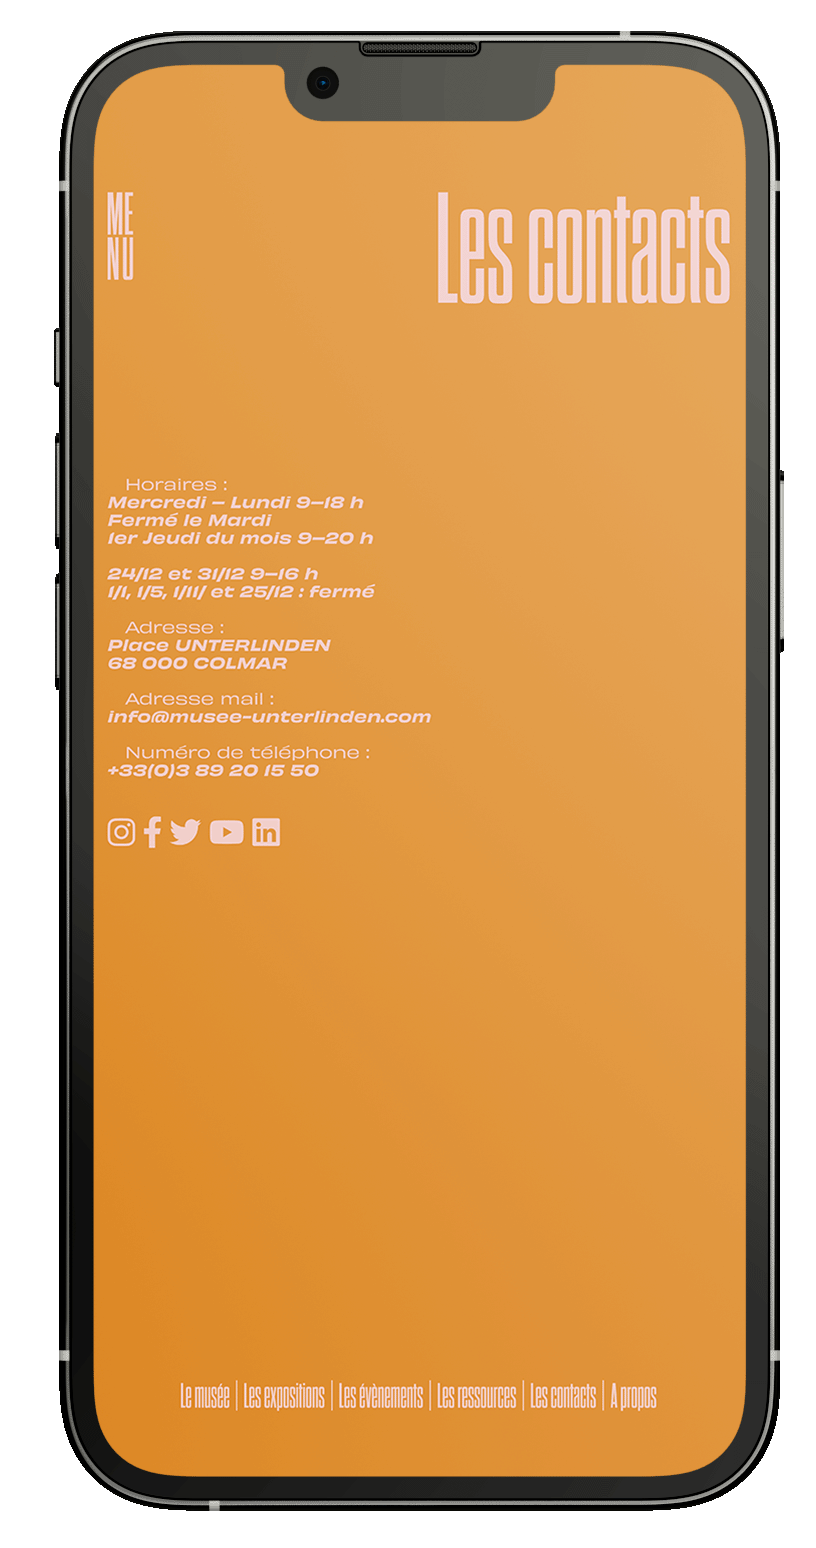 ME
NU
Les contacts
Horaires :
Mercredi – Lundi 9–18 h
Fermé le Mardi
1er Jeudi du mois 9–20 h
24/12 et 31/12 9–16 h
1/1, 1/5, 1/11/ et 25/12 : fermé
Adresse :
Place UNTERLINDEN
68 000 COLMAR
Adresse mail :
info@musee-unterlinden.com
Numéro de téléphone :
+33(0)3 89 20 15 50
in
Le musée | Les expositions | Les évènements | Les ressources | Les contacts | A propos